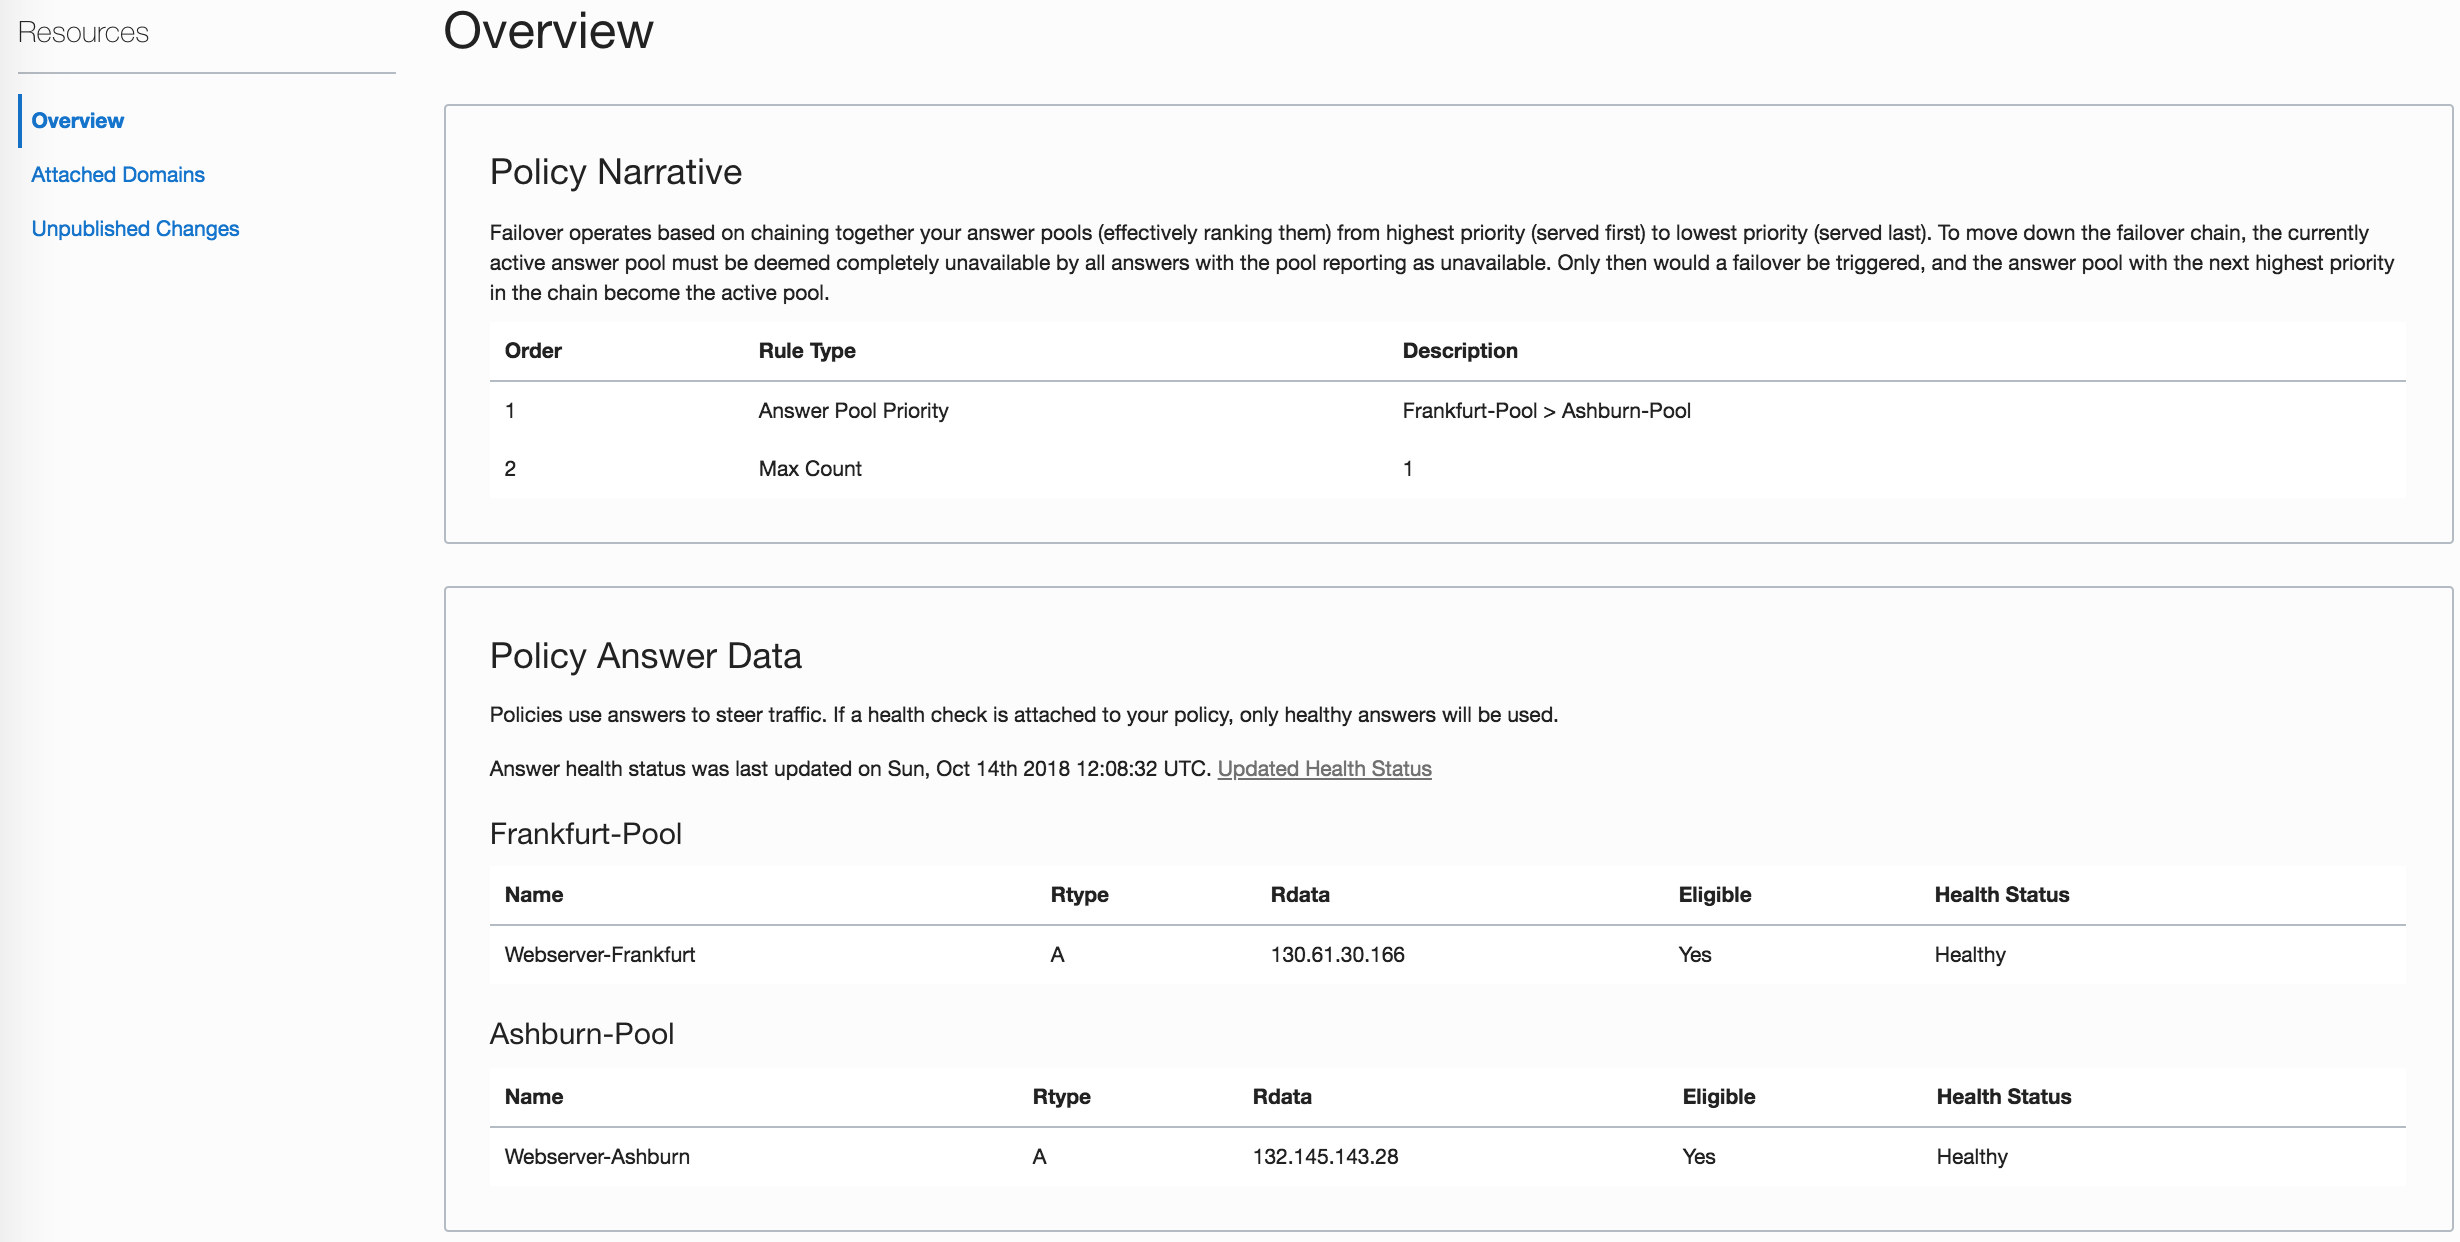 Resources
Overview
Attached Domains
Unpublished Changes
Overview
Policy Narrative
Failover operates based on chaining together your answer pools (effectively ranking them) from highest priority (served first) to lowest priority (served last). To move down the failover chain, the currently
active answer pool must be deemed completely unavailable by all answers with the pool reporting as unavailable. Only then would a failover be triggered, and the answer pool with the next highest priority
in the chain become the active pool.
Order Rule Type Description
1 Answer Pool Priority Frankfurt-Pool > Ashburn-Pool
2 Max Count 1
Policy Answer Data
Policies use answers to steer traffic. If a health check is attached to your policy, only healthy answers will be used.
Answer health status was last updated on Sun, Oct 14th 2018 12:08:32 UTC. Updated Health Status
Frankfurt-Pool
Name Rtype Rdata Eligible Health Status
Webserver-Frankfurt A 130.61.30.166 Yes Healthy
Ashburn-Pool
Name Rtype Rdata Eligible Health Status
Webserver-Ashburn A 132.145.143.28 Yes Healthy